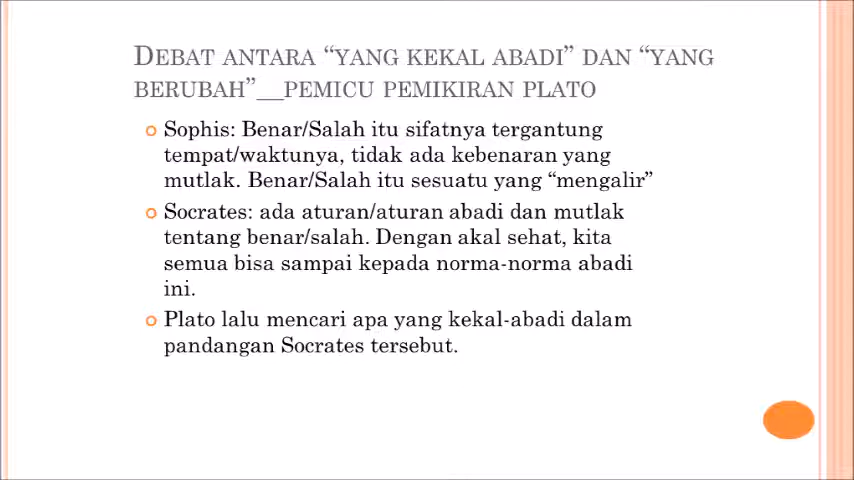 DEBAT ANTARA “YANG KEKAL ABADI” DAN “YANG
BERUBAH”__PEMICU PEMIKIRAN PLATO
Sophis: Benar/Salah itu sifatnya tergantung
tempat/waktunya, tidak ada kebenaran yang
mutlak. Benar/Salah itu sesuatu yang “mengalir”
Socrates: ada aturan/aturan abadi dan mutlak
tentang benar/salah. Dengan akal sehat, kita
semua bisa sampai kepada norma-norma abadi
ini.
Plato lalu mencari apa yang kekal-abadi dalam
pandangan Socrates tersebut.